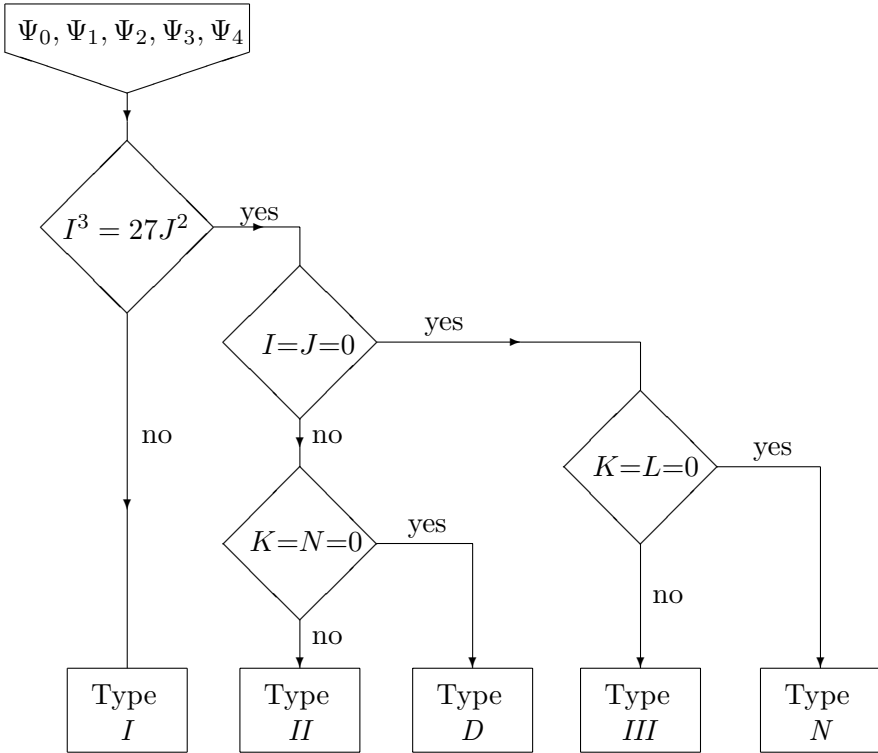 Ψ₀, Ψ₁, Ψ₂, Ψ₃, Ψ₄
I³ = 27J²
yes
I=J=0
yes
no
no
K=L=0
yes
K=N=0
yes
no
no
Type
I
Type
II
Type
D
Type
III
Type
N